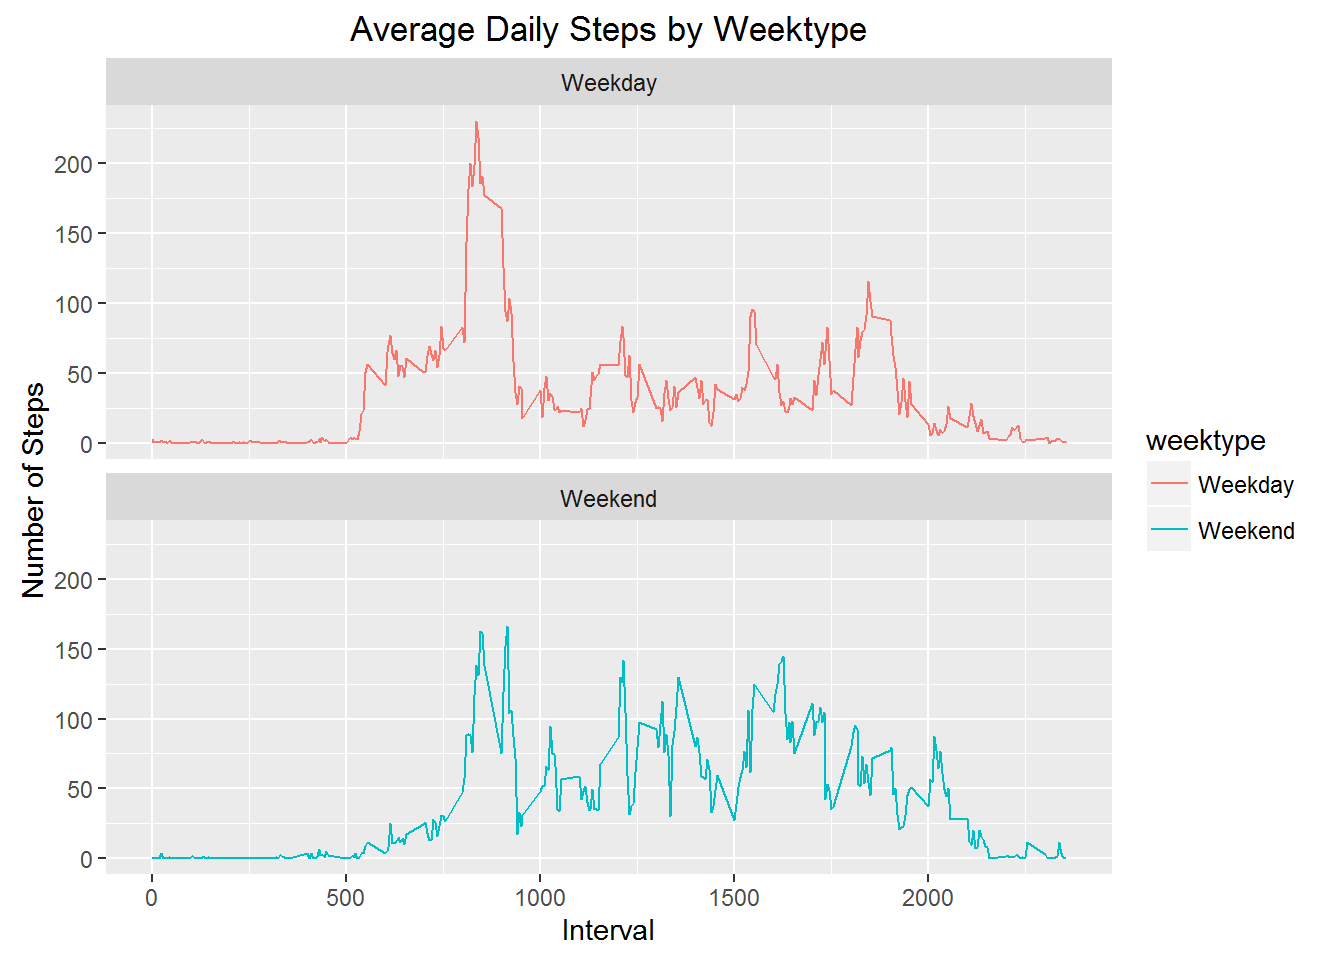 Average Daily Steps by Weektype
Weekday
200
150
100
50
0
Weekend
200
150
100
50
0
0 500 1000 1500 2000
Interval
Number of Steps
weektype
Weekday
Weekend